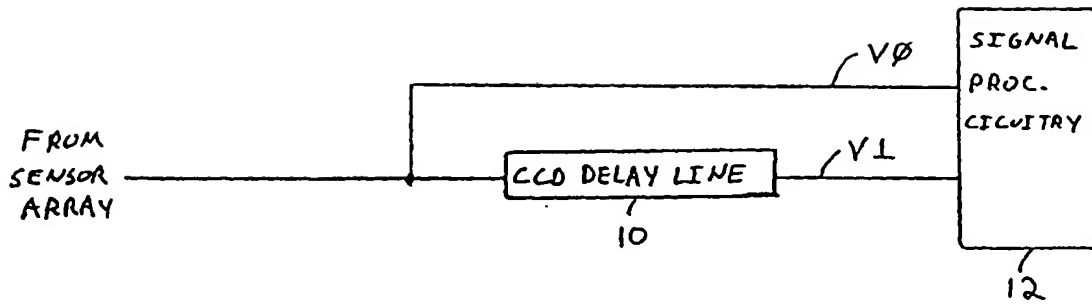 SIGNAL
PROC.
CICUITRY
VØ
FROM
SENSOR
ARRAY
CCD DELAY LINE
V1
10
12